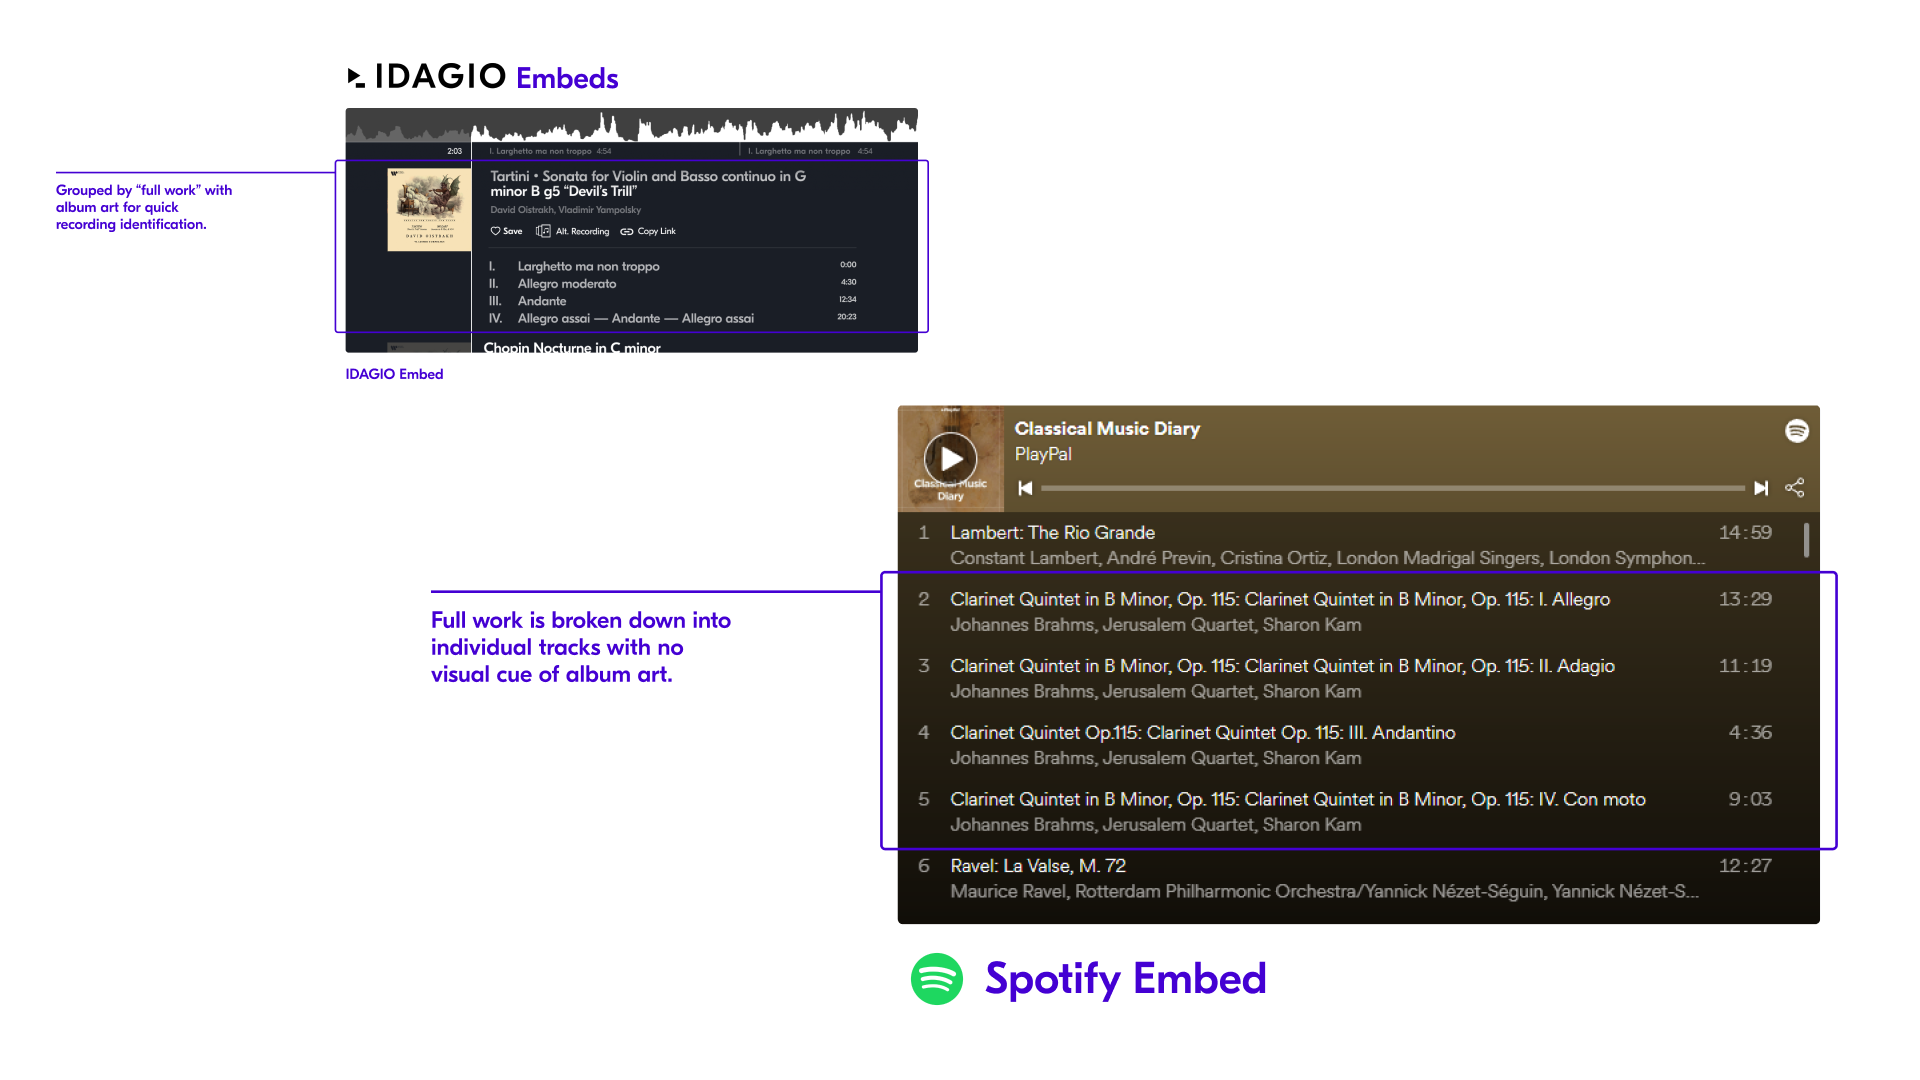 IDAGIO Embeds
2:03
I. Larghetto ma non troppo 4:54
I. Larghetto ma non troppo 4:54
Grouped by “full work” with
album art for quick
recording identification.
DAVID OISTRAKH
Tartini • Sonata for Violin and Basso continuo in G
minor B g5 “Devil’s Trill”
David Oistrakh, Vladimir Yampolsky
Save Alt. Recording Copy Link
I. Larghetto ma non troppo 0:00
II. Allegro moderato 4:30
III. Andante 12:34
IV. Allegro assai — Andante — Allegro assai 20:23
Chopin Nocturne in C minor
IDAGIO Embed
Classical Music
Diary
Classical Music Diary
PlayPal
1 Lambert: The Rio Grande 14:59
Constant Lambert, André Previn, Cristina Ortiz, London Madrigal Singers, London Symphon...
2 Clarinet Quintet in B Minor, Op. 115: Clarinet Quintet in B Minor, Op. 115: I. Allegro 13:29
Johannes Brahms, Jerusalem Quartet, Sharon Kam
3 Clarinet Quintet in B Minor, Op. 115: Clarinet Quintet in B Minor, Op. 115: II. Adagio 11:19
Johannes Brahms, Jerusalem Quartet, Sharon Kam
4 Clarinet Quintet Op.115: Clarinet Quintet Op. 115: III. Andantino 4:36
Johannes Brahms, Jerusalem Quartet, Sharon Kam
5 Clarinet Quintet in B Minor, Op. 115: Clarinet Quintet in B Minor, Op. 115: IV. Con moto 9:03
Johannes Brahms, Jerusalem Quartet, Sharon Kam
6 Ravel: La Valse, M. 72 12:27
Maurice Ravel, Rotterdam Philharmonic Orchestra/Yannick Nézet-Séguin, Yannick Nézet-S...
Full work is broken down into
individual tracks with no
visual cue of album art.
Spotify Embed